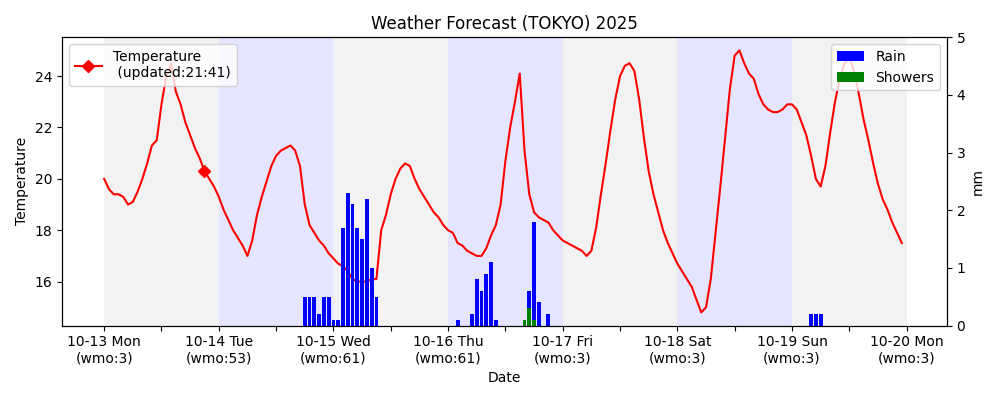 Weather Forecast (TOKYO) 2025
Temperature
(updated:21:41)
Rain
Showers
Temperature
24
22
20
18
16
5
4
3
2
1
0
mm
10-13 Mon
(wmo:3)
10-14 Tue
(wmo:53)
10-15 Wed
(wmo:61)
10-16 Thu
(wmo:61)
10-17 Fri
(wmo:3)
10-18 Sat
(wmo:3)
10-19 Sun
(wmo:3)
10-20 Mon
(wmo:3)
Date